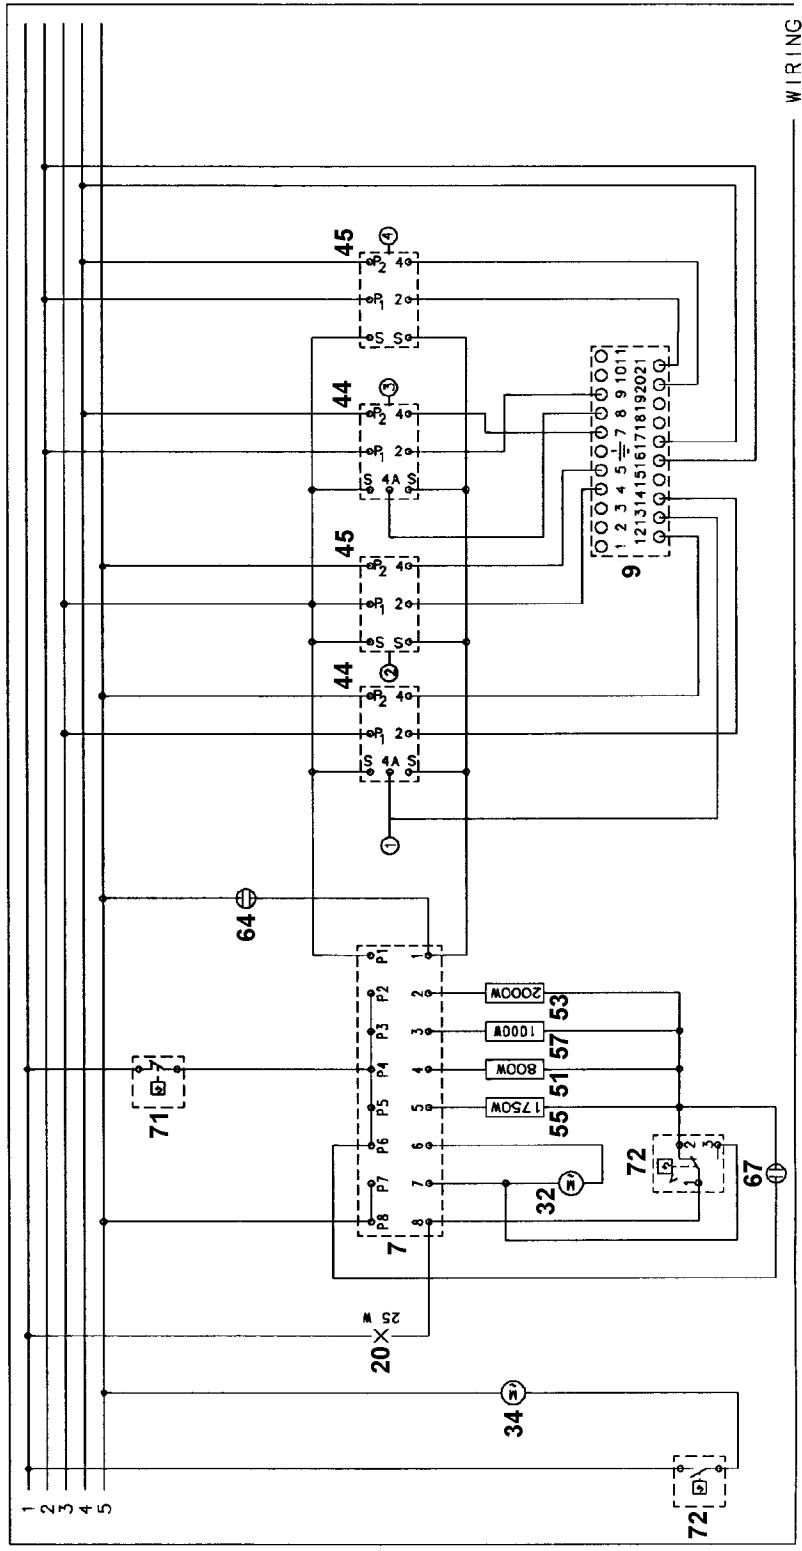 WIRING
1
2
3
4
5
71
64
44
45
44
45
P₂ 4
P₁ 2
S 4A S
1
P₂ 4
P₁ 2
S S
2
P₂ 4
P₁ 2
S 4A S
3
P₂ 4
P₁ 2
S S
4
P8 P7 P6 P5 P4 P3 P2 P1
8 7 6 5 4 3 2 1
7
20
25 W
1750W
55
800W
51
1000W
57
2000W
53
32
M
34
M
72
1
2
3
67
72
9
1 2 3 4 5 7 8 9 10 11
12 13 14 15 16 17 18 19 20 21